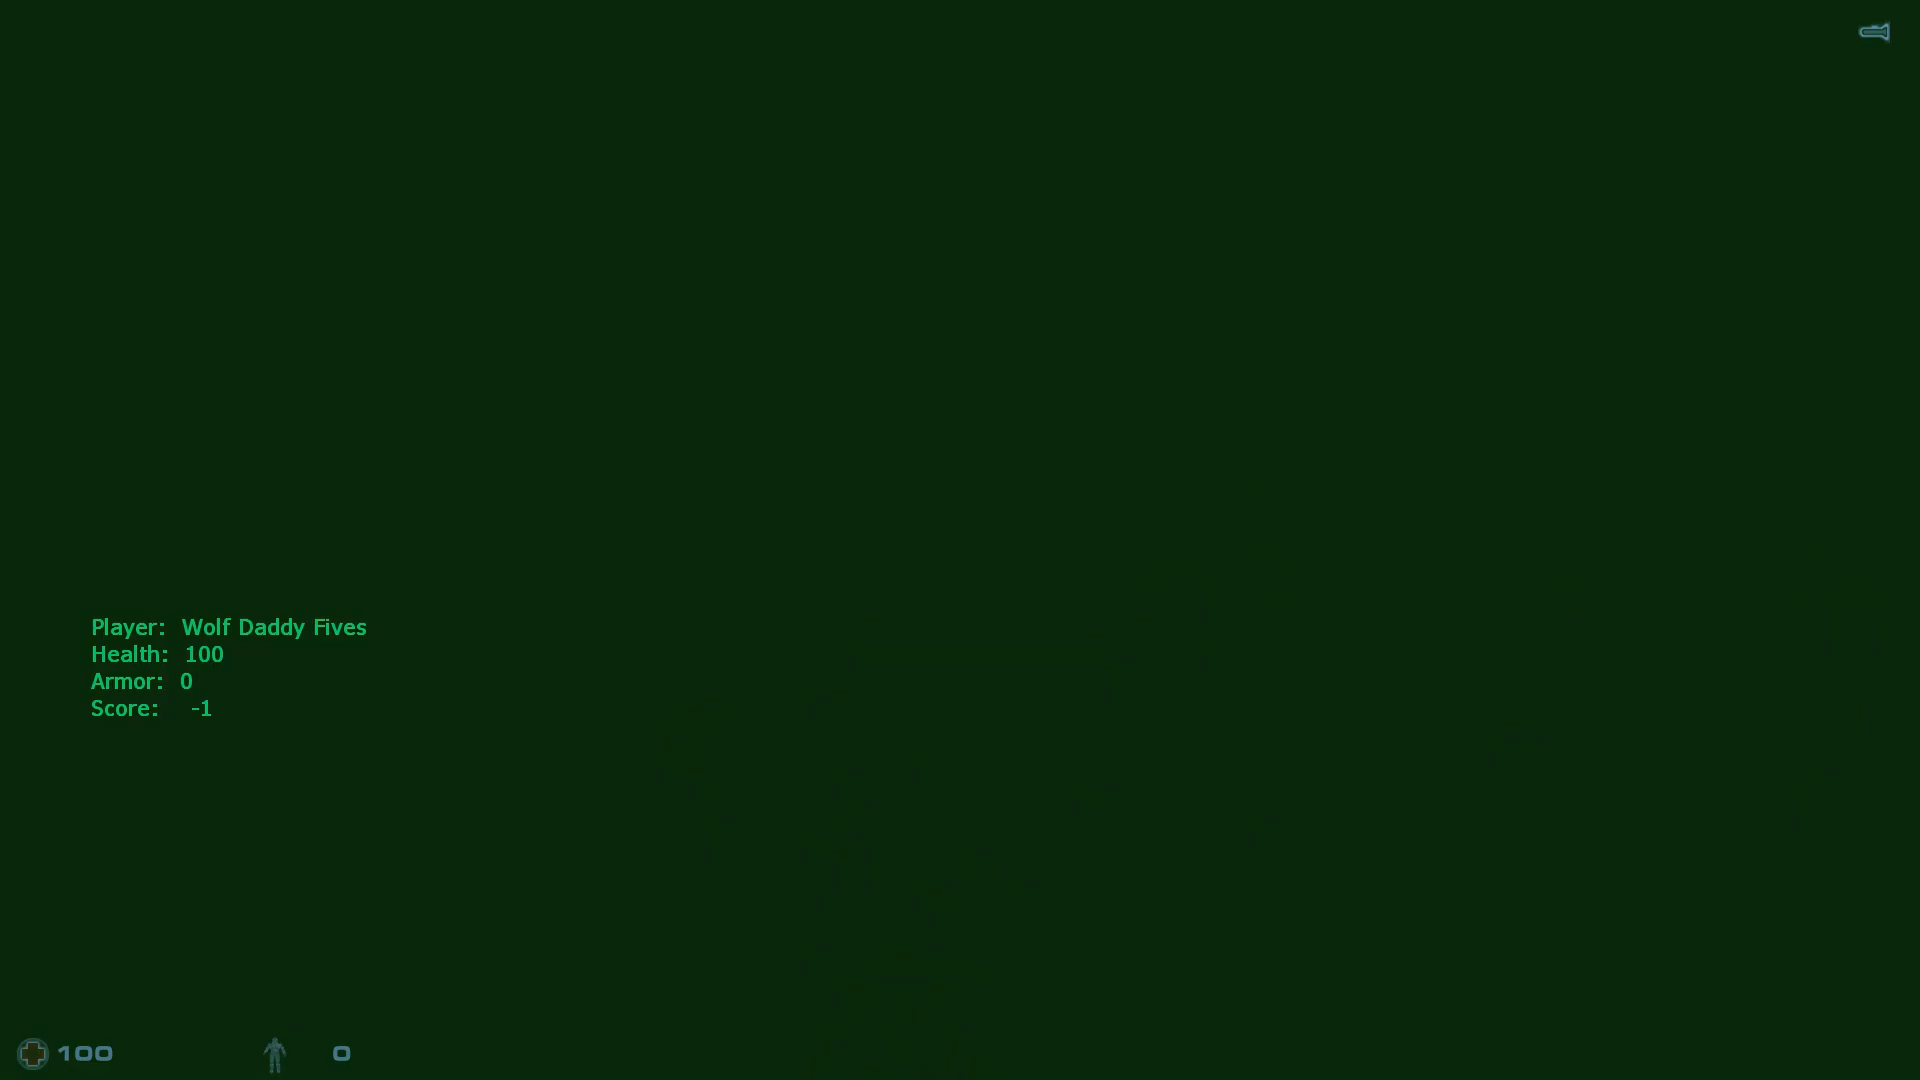 Player: Wolf Daddy Fives
Health: 100
Armor: 0
Score: -1
100 0